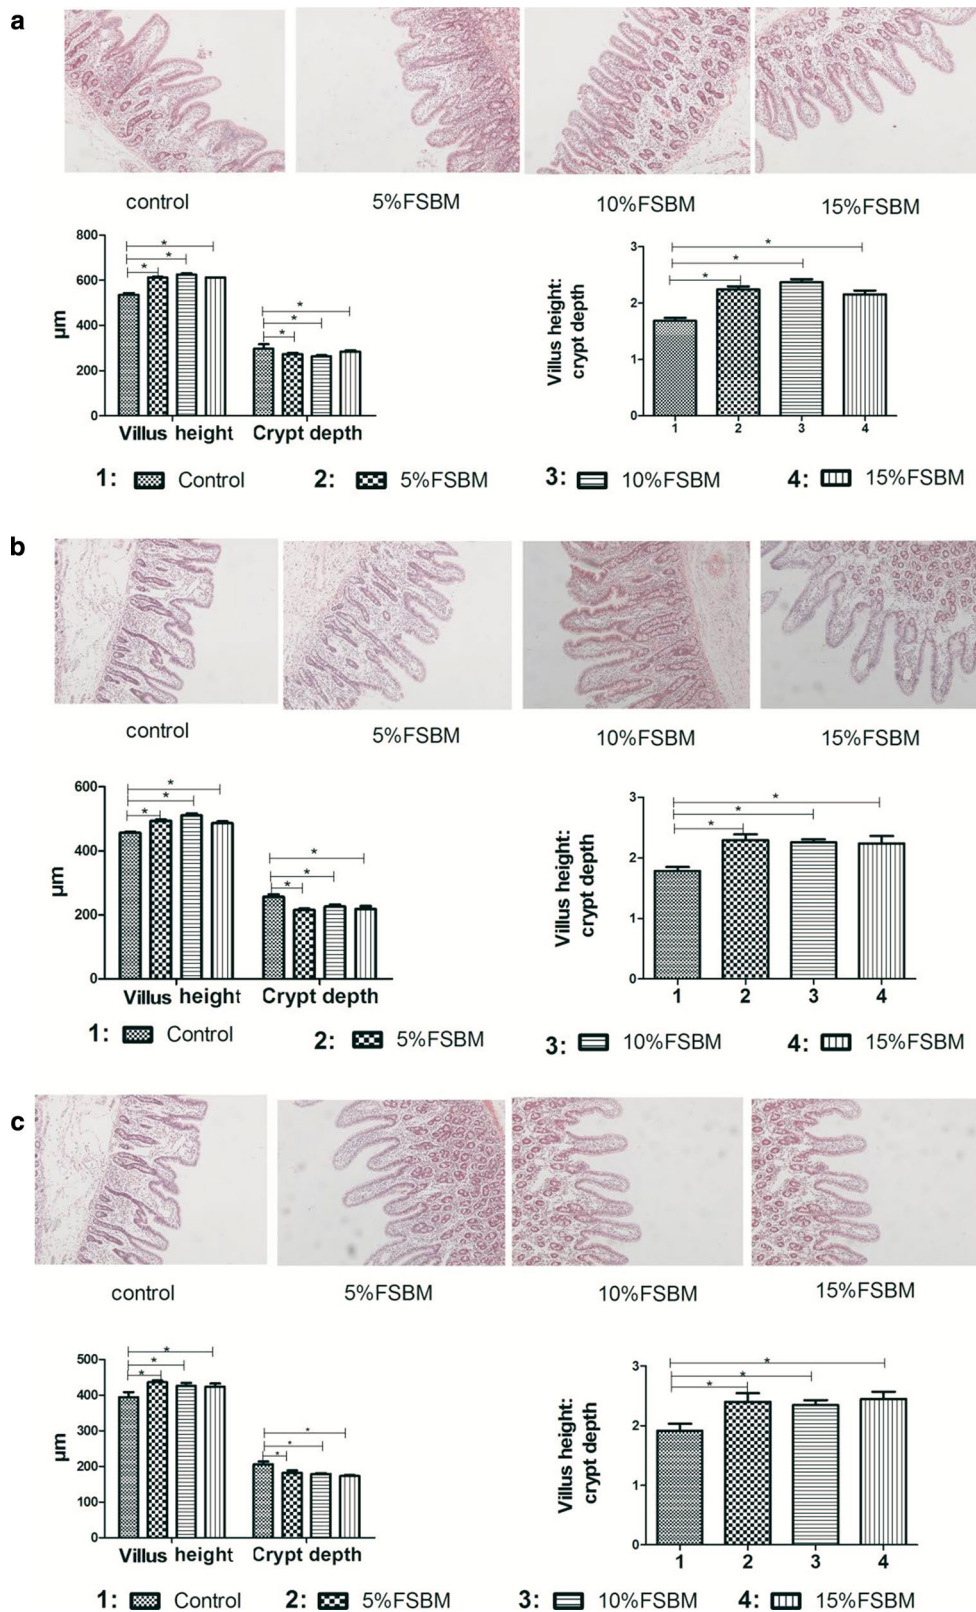 a
control 5%FSBM 10%FSBM 15%FSBM
800
600
400
200
0
µm
* * *
* * *
Villus height Crypt depth
3
2
1
0
Villus height:
crypt depth
* * *
1 2 3 4
1: Control 2: 5%FSBM 3: 10%FSBM 4: 15%FSBM
b
control 5%FSBM 10%FSBM 15%FSBM
600
400
200
0
µm
* * *
* * *
Villus height Crypt depth
3
2
1
0
Villus height:
crypt depth
* * *
1 2 3 4
1: Control 2: 5%FSBM 3: 10%FSBM 4: 15%FSBM
c
control 5%FSBM 10%FSBM 15%FSBM
500
400
300
200
100
0
µm
* * *
* * *
Villus height Crypt depth
3
2
1
0
Villus height:
crypt depth
* * *
1 2 3 4
1: Control 2: 5%FSBM 3: 10%FSBM 4: 15%FSBM